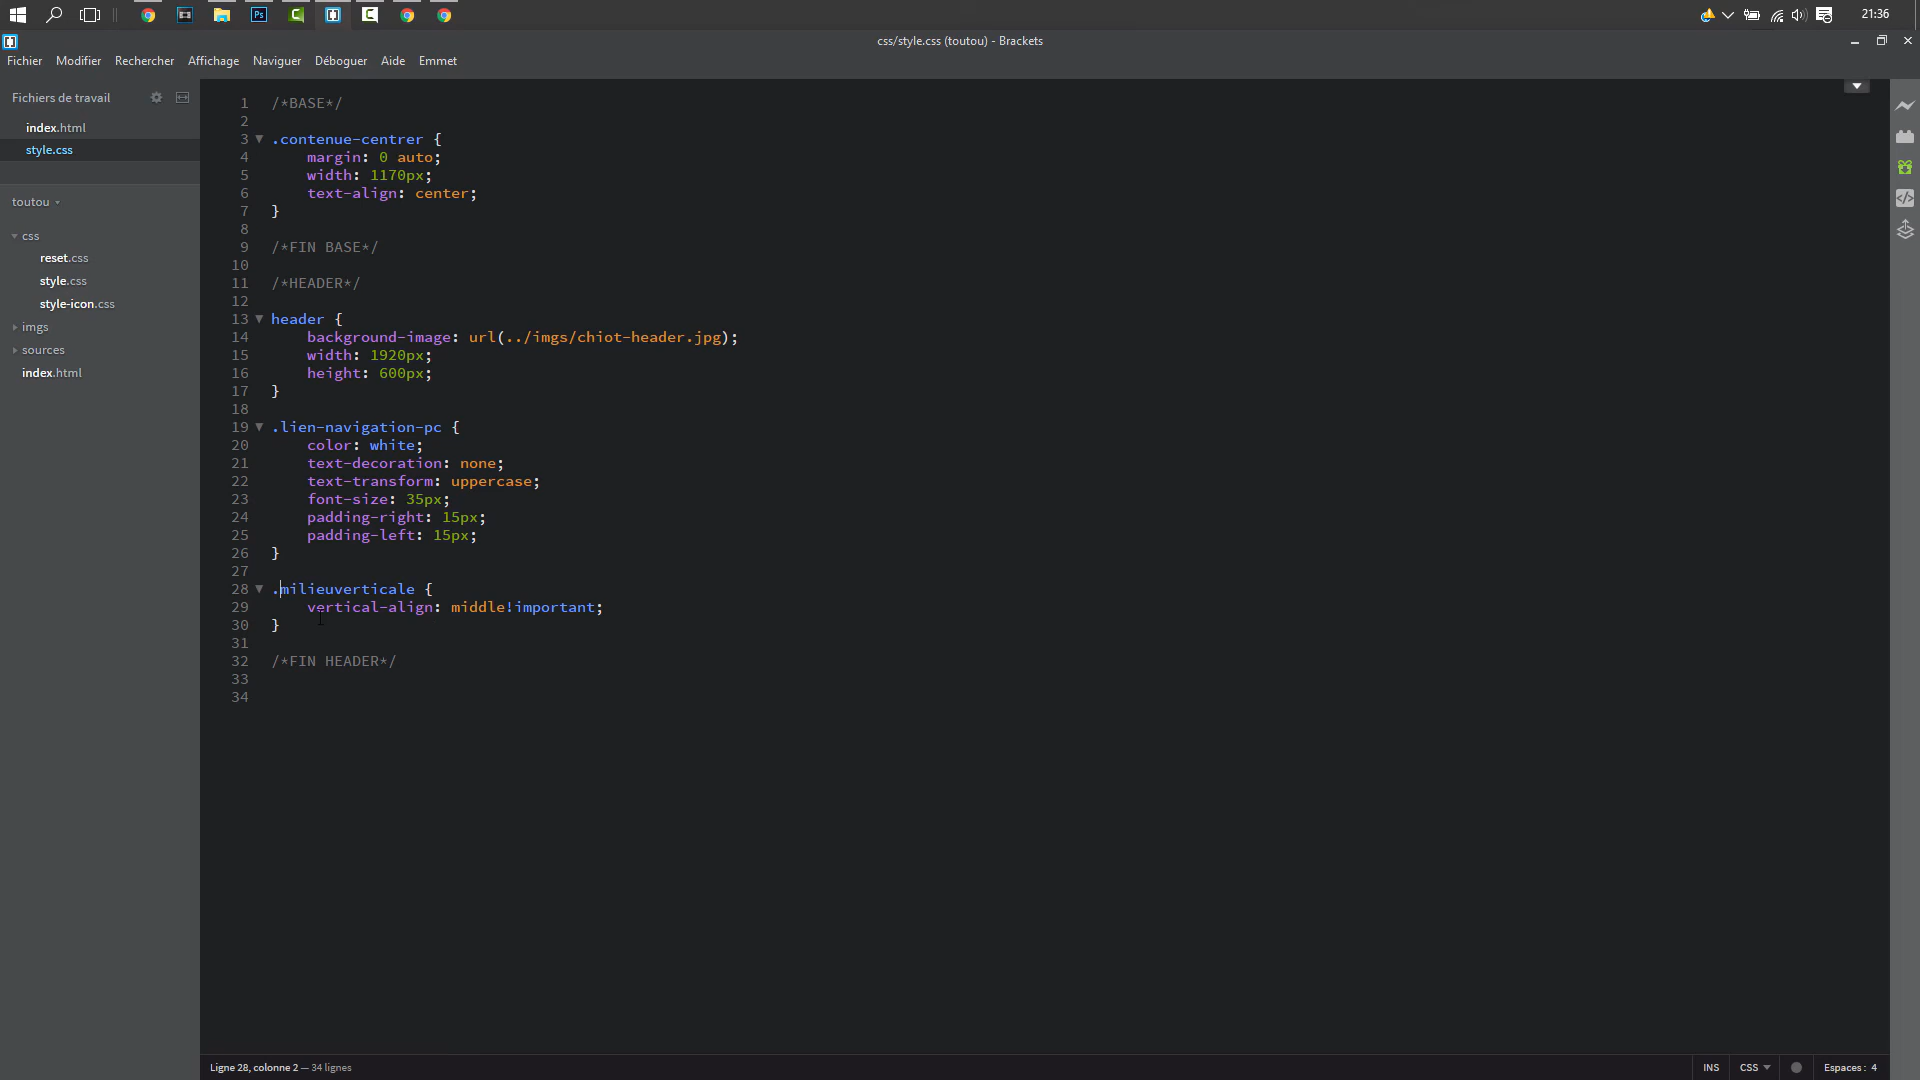 Ps
21:36
css/style.css (toutou) - Brackets
Fichier Modifier Rechercher Affichage Naviguer Déboguer Aide Emmet
Fichiers de travail
index.html
style.css
toutou
css
reset.css
style.css
style-icon.css
imgs
sources
index.html
1 /*BASE*/
2
3 .contenue-centrer {
4 margin: 0 auto;
5 width: 1170px;
6 text-align: center;
7 }
8
9 /*FIN BASE*/
10
11 /*HEADER*/
12
13 header {
14 background-image: url(../imgs/chiot-header.jpg);
15 width: 1920px;
16 height: 600px;
17 }
18
19 .lien-navigation-pc {
20 color: white;
21 text-decoration: none;
22 text-transform: uppercase;
23 font-size: 35px;
24 padding-right: 15px;
25 padding-left: 15px;
26 }
27
28 .milieuverticale {
29 vertical-align: middle!important;
30 }
31
32 /*FIN HEADER*/
33
34
Ligne 28, colonne 2 — 34 lignes
INS CSS Espaces : 4